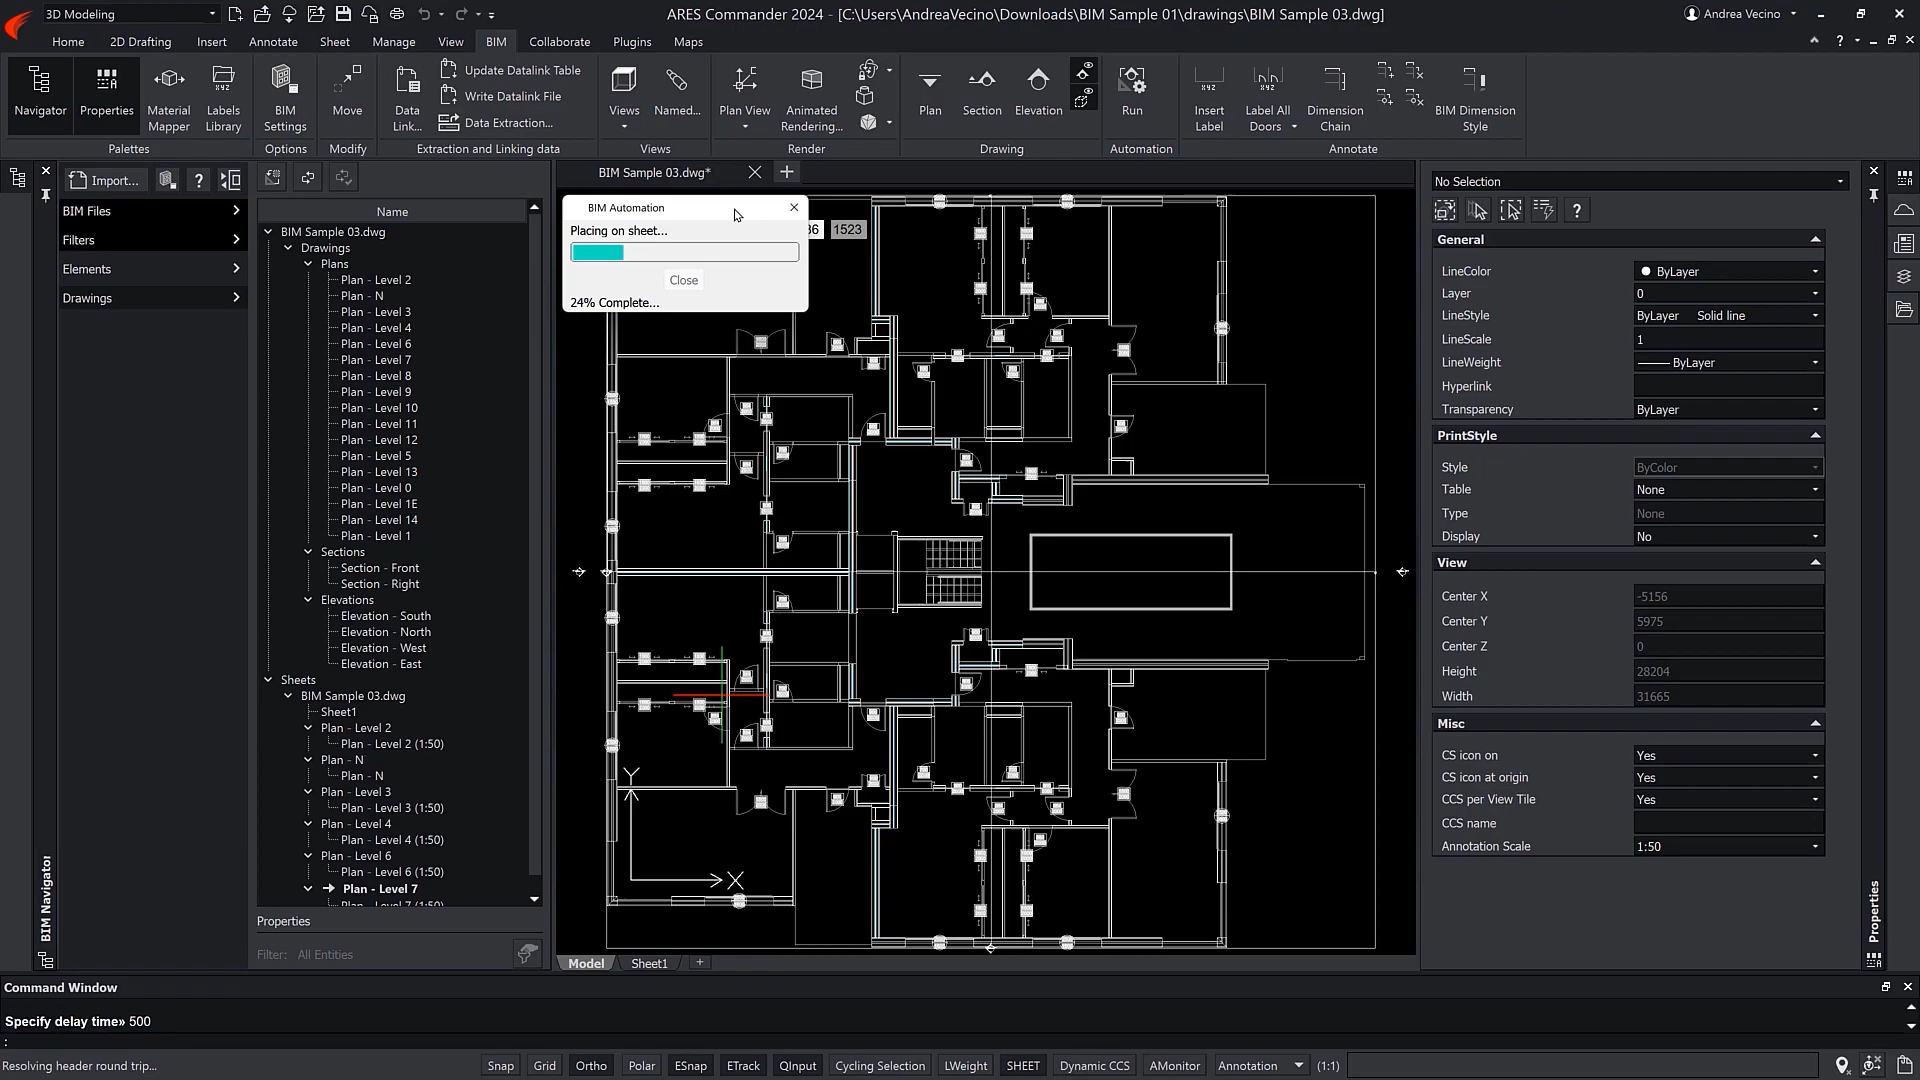 3D Modeling
ARES Commander 2024 - [C:\Users\AndreaVecino\Downloads\BIM Sample 01\drawings\BIM Sample 03.dwg]
Andrea Vecino
Home
2D Drafting
Insert
Annotate
Sheet
Manage
View
BIM
Collaborate
Plugins
Maps
Navigator
Properties
Material Mapper
Labels Library
BIM Settings
Move
Data Link...
Update Datalink Table
Write Datalink File
Data Extraction...
Views
Named...
Plan View
Animated Rendering...
Plan
Section
Elevation
Run
Insert Label
Label All Doors
Dimension Chain
BIM Dimension Style
Palettes
Options
Modify
Extraction and Linking data
Views
Render
Drawing
Automation
Annotate
Import...
BIM Files
Filters
Elements
Drawings
BIM Navigator
Name
BIM Sample 03.dwg
Drawings
Plans
Plan - Level 2
Plan - N
Plan - Level 3
Plan - Level 4
Plan - Level 6
Plan - Level 7
Plan - Level 8
Plan - Level 9
Plan - Level 10
Plan - Level 11
Plan - Level 12
Plan - Level 5
Plan - Level 13
Plan - Level 0
Plan - Level 1E
Plan - Level 14
Plan - Level 1
Sections
Section - Front
Section - Right
Elevations
Elevation - South
Elevation - North
Elevation - West
Elevation - East
Sheets
BIM Sample 03.dwg
Sheet1
Plan - Level 2
Plan - Level 2 (1:50)
Plan - N
Plan - N
Plan - Level 3
Plan - Level 3 (1:50)
Plan - Level 4
Plan - Level 4 (1:50)
Plan - Level 6
Plan - Level 6 (1:50)
Plan - Level 7
Plan - Level 7 (1:50)
Properties
Filter: All Entities
BIM Sample 03.dwg*
BIM Automation
Placing on sheet...
Close
24% Complete...
36
1523
Y
X
Model
Sheet1
No Selection
General
LineColor ByLayer
Layer 0
LineStyle ByLayer Solid line
LineScale 1
LineWeight ByLayer
Hyperlink
Transparency ByLayer
PrintStyle
Style ByColor
Table None
Type None
Display No
View
Center X -5156
Center Y 5975
Center Z 0
Height 28204
Width 31665
Misc
CS icon on Yes
CS icon at origin Yes
CCS per View Tile Yes
CCS name
Annotation Scale 1:50
Properties
Command Window
Specify delay time» 500
:
Resolving header round trip...
Snap
Grid
Ortho
Polar
ESnap
ETrack
QInput
Cycling Selection
LWeight
SHEET
Dynamic CCS
AMonitor
Annotation
(1:1)